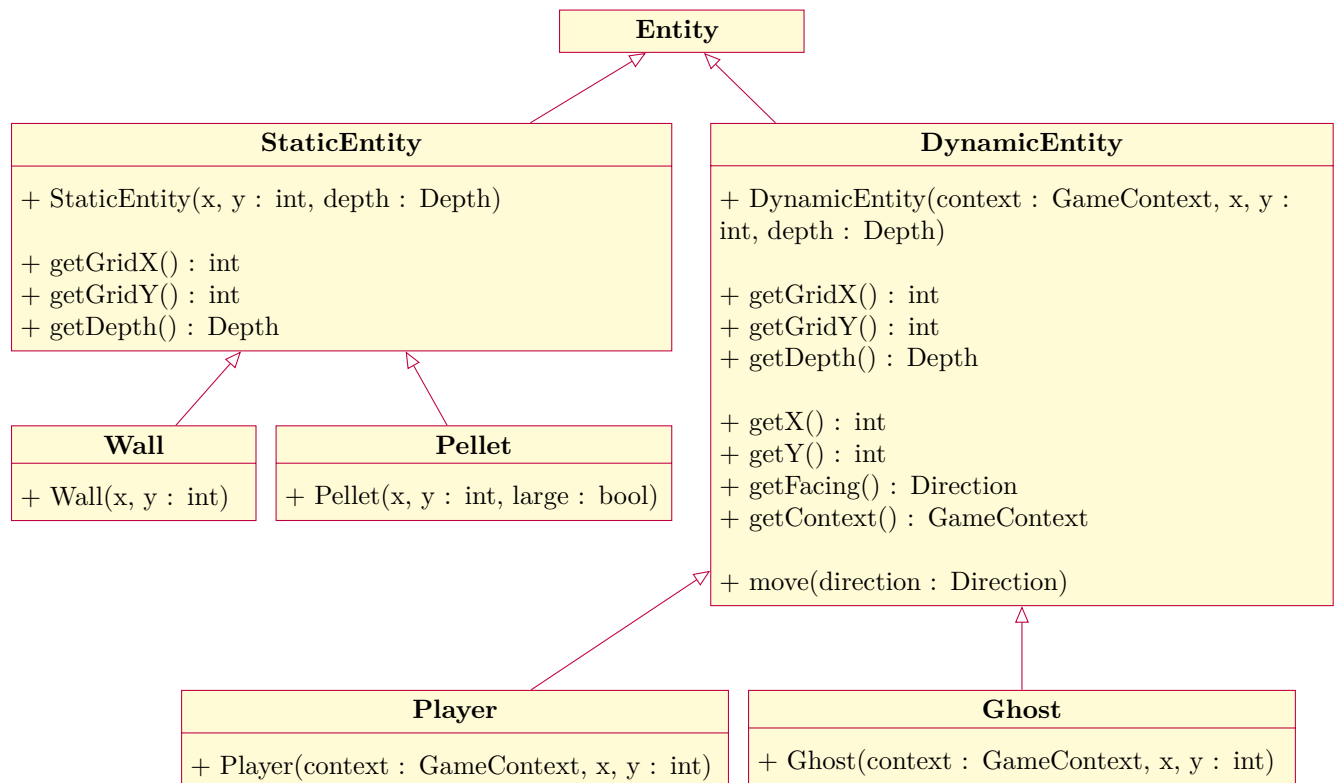 Entity
StaticEntity
+ StaticEntity(x, y : int, depth : Depth)
+ getGridX() : int
+ getGridY() : int
+ getDepth() : Depth
DynamicEntity
+ DynamicEntity(context : GameContext, x, y :
int, depth : Depth)
+ getGridX() : int
+ getGridY() : int
+ getDepth() : Depth
+ getX() : int
+ getY() : int
+ getFacing() : Direction
+ getContext() : GameContext
+ move(direction : Direction)
Wall
+ Wall(x, y : int)
Pellet
+ Pellet(x, y : int, large : bool)
Player
+ Player(context : GameContext, x, y : int)
Ghost
+ Ghost(context : GameContext, x, y : int)